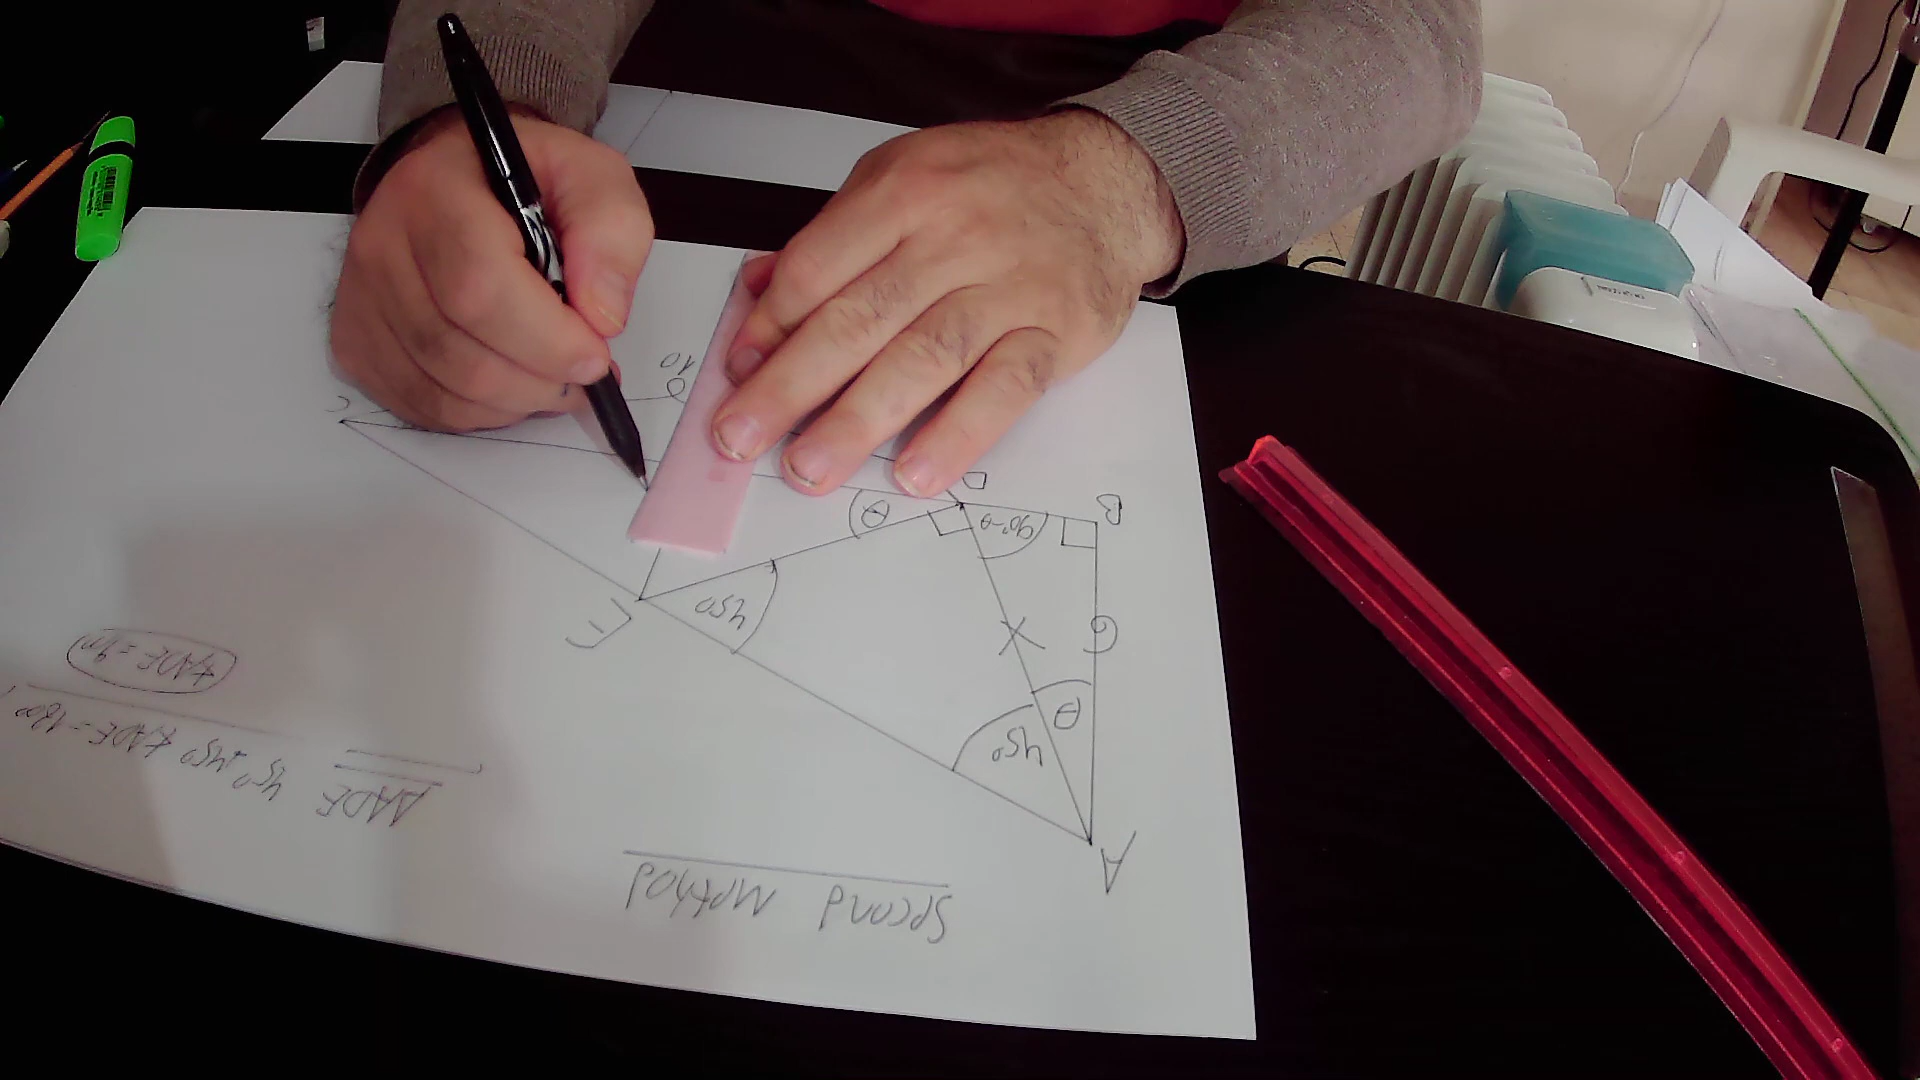 Second Method
A
45°
θ
6
X
45°
E
B
90°-θ
D
θ
C
10
ΔADE
45°+45°+∡ADE=180°
∡ADE=90